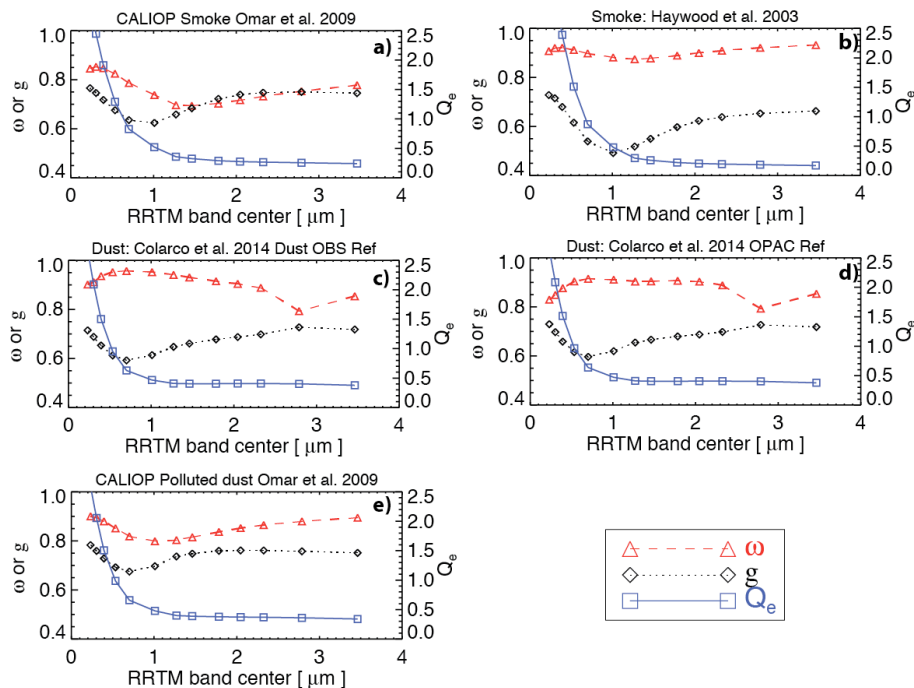 CALIOP Smoke Omar et al. 2009
a)
1.0
0.8
0.6
0.4
ω or g
2.5
2.0
1.5
1.0
0.5
0.0
Q_e
0 1 2 3 4
RRTM band center [ μm ]
Smoke: Haywood et al. 2003
b)
1.0
0.8
0.6
0.4
ω or g
2.5
2.0
1.5
1.0
0.5
0.0
Q_e
0 1 2 3 4
RRTM band center [ μm ]
Dust: Colarco et al. 2014 Dust OBS Ref
c)
1.0
0.8
0.6
0.4
ω or g
2.5
2.0
1.5
1.0
0.5
0.0
Q_e
0 1 2 3 4
RRTM band center [ μm ]
Dust: Colarco et al. 2014 OPAC Ref
d)
1.0
0.8
0.6
0.4
ω or g
2.5
2.0
1.5
1.0
0.5
0.0
Q_e
0 1 2 3 4
RRTM band center [ μm ]
CALIOP Polluted dust Omar et al. 2009
e)
1.0
0.8
0.6
0.4
ω or g
2.5
2.0
1.5
1.0
0.5
0.0
Q_e
0 1 2 3 4
RRTM band center [ μm ]
ω
g
Q_e